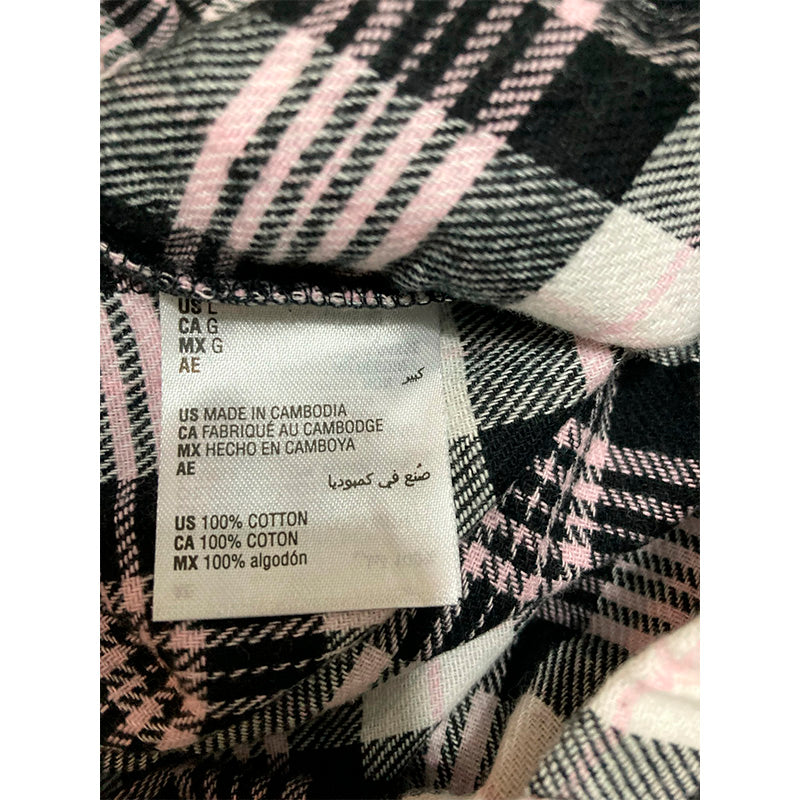 US L
CA G
MX G
AE
كبير
US MADE IN CAMBODIA
CA FABRIQUÉ AU CAMBODGE
MX HECHO EN CAMBOYA
AE
صُنع في كمبوديا
US 100% COTTON
CA 100% COTON
MX 100% algodón